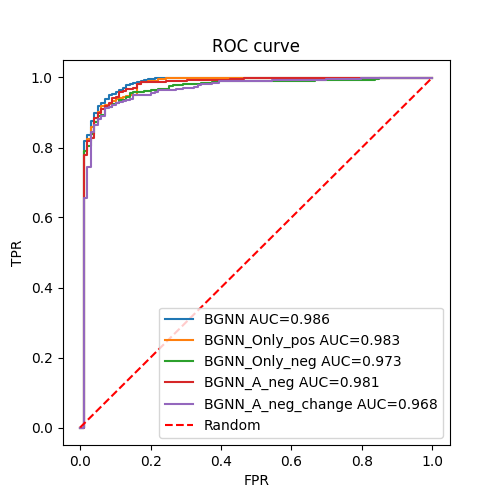 ROC curve
TPR
1.0
0.8
0.6
0.4
0.2
0.0
BGNN AUC=0.986
BGNN_Only_pos AUC=0.983
BGNN_Only_neg AUC=0.973
BGNN_A_neg AUC=0.981
BGNN_A_neg_change AUC=0.968
Random
0.0 0.2 0.4 0.6 0.8 1.0
FPR